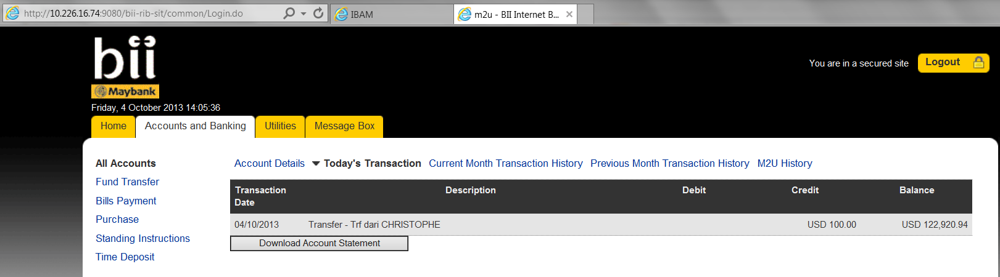 http://10.226.16.74:9080/bii-rib-sit/common/Login.do
IBAM
m2u - BII Internet B...
bii
Maybank
You are in a secured site
Logout
Friday, 4 October 2013 14:05:36
Home
Accounts and Banking
Utilities
Message Box
All Accounts
Fund Transfer
Bills Payment
Purchase
Standing Instructions
Time Deposit
Account Details
Today's Transaction
Current Month Transaction History
Previous Month Transaction History
M2U History
Transaction Date
Description
Debit
Credit
Balance
04/10/2013
Transfer - Trf dari CHRISTOPHE
USD 100.00
USD 122,920.94
Download Account Statement